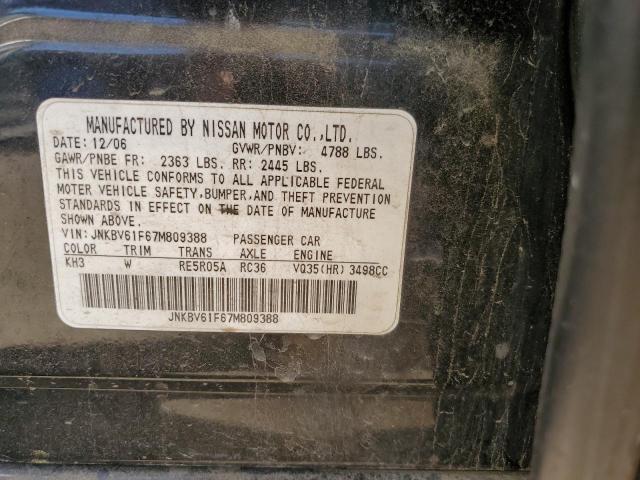 MANUFACTURED BY NISSAN MOTOR CO.,LTD.
DATE: 12/06 GVWR/PNBV: 4788 LBS.
GAWR/PNBE FR: 2363 LBS. RR: 2445 LBS.
THIS VEHICLE CONFORMS TO ALL APPLICABLE FEDERAL
MOTOR VEHICLE SAFETY, BUMPER, AND THEFT PREVENTION
STANDARDS IN EFFECT ON THE DATE OF MANUFACTURE
SHOWN ABOVE.
VIN: JNKBV61F67M809388 PASSENGER CAR
COLOR TRIM TRANS AXLE ENGINE
KH3 W RE5R05A RC36 VQ35(HR) 3498CC
JNKBV61F67M809388